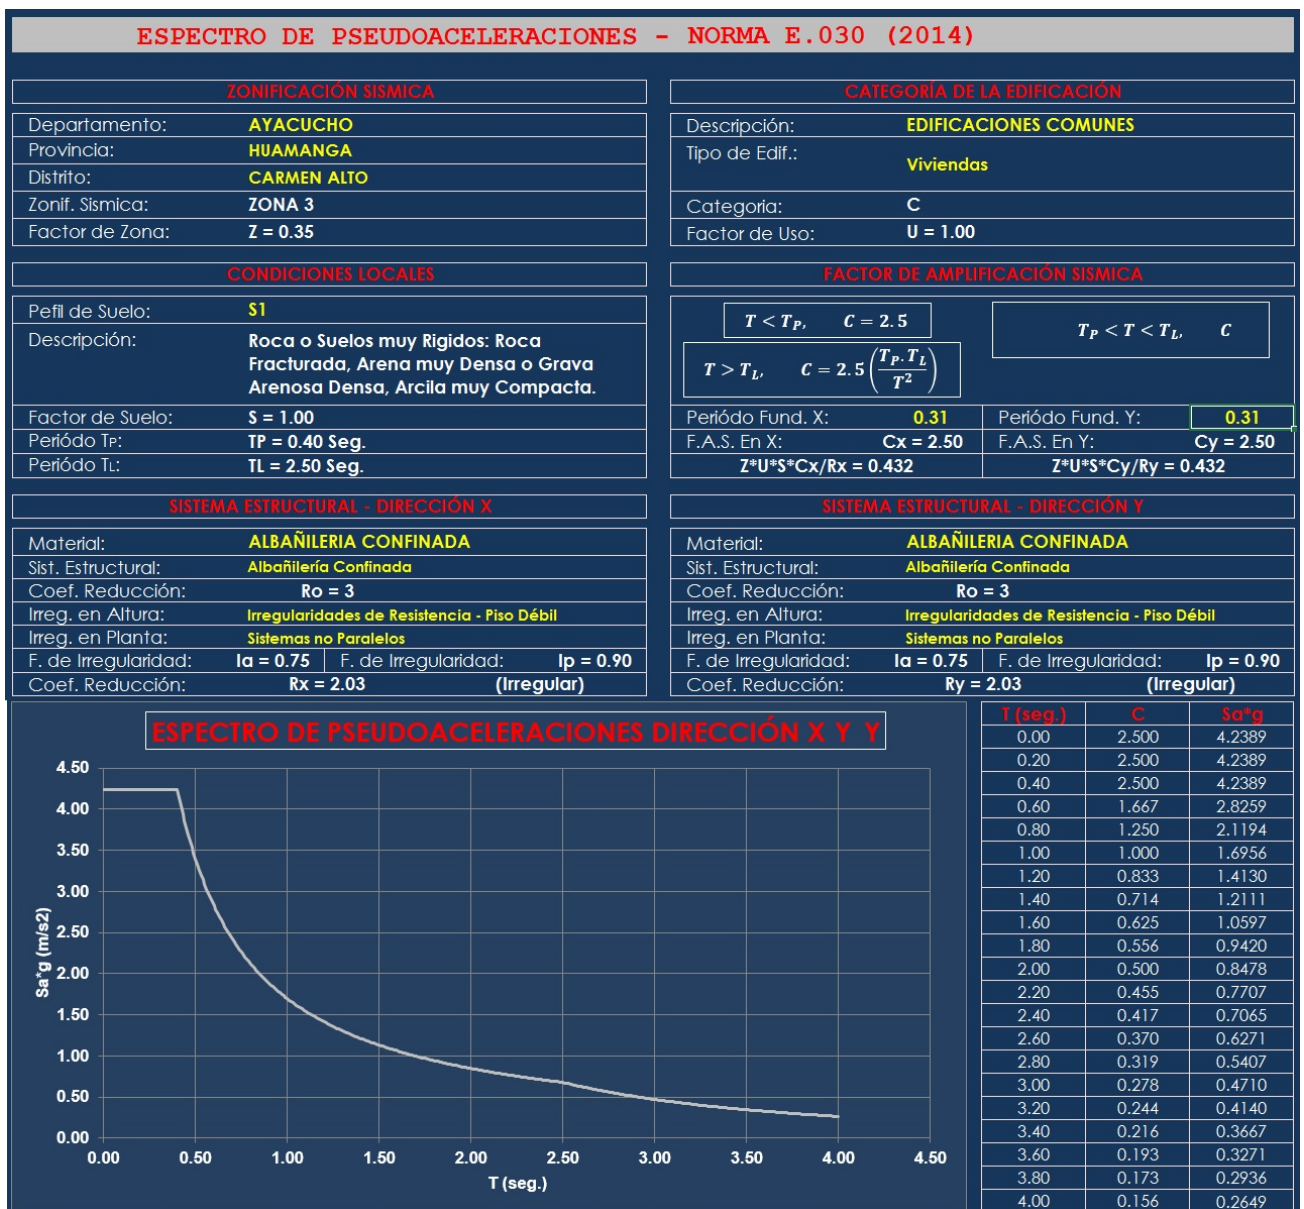 ESPECTRO DE PSEUDOACELERACIONES - NORMA E.030 (2014)
ZONIFICACIÓN SISMICA
Departamento: AYACUCHO
Provincia: HUAMANGA
Distrito: CARMEN ALTO
Zonif. Sismica: ZONA 3
Factor de Zona: Z = 0.35
CATEGORÍA DE LA EDIFICACIÓN
Descripción: EDIFICACIONES COMUNES
Tipo de Edif.: Viviendas
Categoria: C
Factor de Uso: U = 1.00
CONDICIONES LOCALES
Pefil de Suelo: S1
Descripción: Roca o Suelos muy Rigidos: Roca
Fracturada, Arena muy Densa o Grava
Arenosa Densa, Arcila muy Compacta.
Factor de Suelo: S = 1.00
Periódo TP: TP = 0.40 Seg.
Periódo TL: TL = 2.50 Seg.
FACTOR DE AMPLIFICACIÓN SISMICA
T < T_P, C = 2.5
T_P < T < T_L, C
T > T_L, C = 2.5 (T_P.T_L / T²)
Periódo Fund. X: 0.31 Periódo Fund. Y: 0.31
F.A.S. En X: Cx = 2.50 F.A.S. En Y: Cy = 2.50
Z*U*S*Cx/Rx = 0.432 Z*U*S*Cy/Ry = 0.432
SISTEMA ESTRUCTURAL - DIRECCIÓN X
Material: ALBAÑILERIA CONFINADA
Sist. Estructural: Albañilería Confinada
Coef. Reducción: Ro = 3
Irreg. en Altura: Irregularidades de Resistencia - Piso Débil
Irreg. en Planta: Sistemas no Paralelos
F. de Irregularidad: Ia = 0.75 F. de Irregularidad: Ip = 0.90
Coef. Reducción: Rx = 2.03 (Irregular)
SISTEMA ESTRUCTURAL - DIRECCIÓN Y
Material: ALBAÑILERIA CONFINADA
Sist. Estructural: Albañilería Confinada
Coef. Reducción: Ro = 3
Irreg. en Altura: Irregularidades de Resistencia - Piso Débil
Irreg. en Planta: Sistemas no Paralelos
F. de Irregularidad: Ia = 0.75 F. de Irregularidad: Ip = 0.90
Coef. Reducción: Ry = 2.03 (Irregular)
ESPECTRO DE PSEUDOACELERACIONES DIRECCIÓN X Y Y
Sa*g (m/s2)
4.50
4.00
3.50
3.00
2.50
2.00
1.50
1.00
0.50
0.00
0.00 0.50 1.00 1.50 2.00 2.50 3.00 3.50 4.00 4.50
T (seg.)
T (seg.) C Sa*g
0.00 2.500 4.2389
0.20 2.500 4.2389
0.40 2.500 4.2389
0.60 1.667 2.8259
0.80 1.250 2.1194
1.00 1.000 1.6956
1.20 0.833 1.4130
1.40 0.714 1.2111
1.60 0.625 1.0597
1.80 0.556 0.9420
2.00 0.500 0.8478
2.20 0.455 0.7707
2.40 0.417 0.7065
2.60 0.370 0.6271
2.80 0.319 0.5407
3.00 0.278 0.4710
3.20 0.244 0.4140
3.40 0.216 0.3667
3.60 0.193 0.3271
3.80 0.173 0.2936
4.00 0.156 0.2649